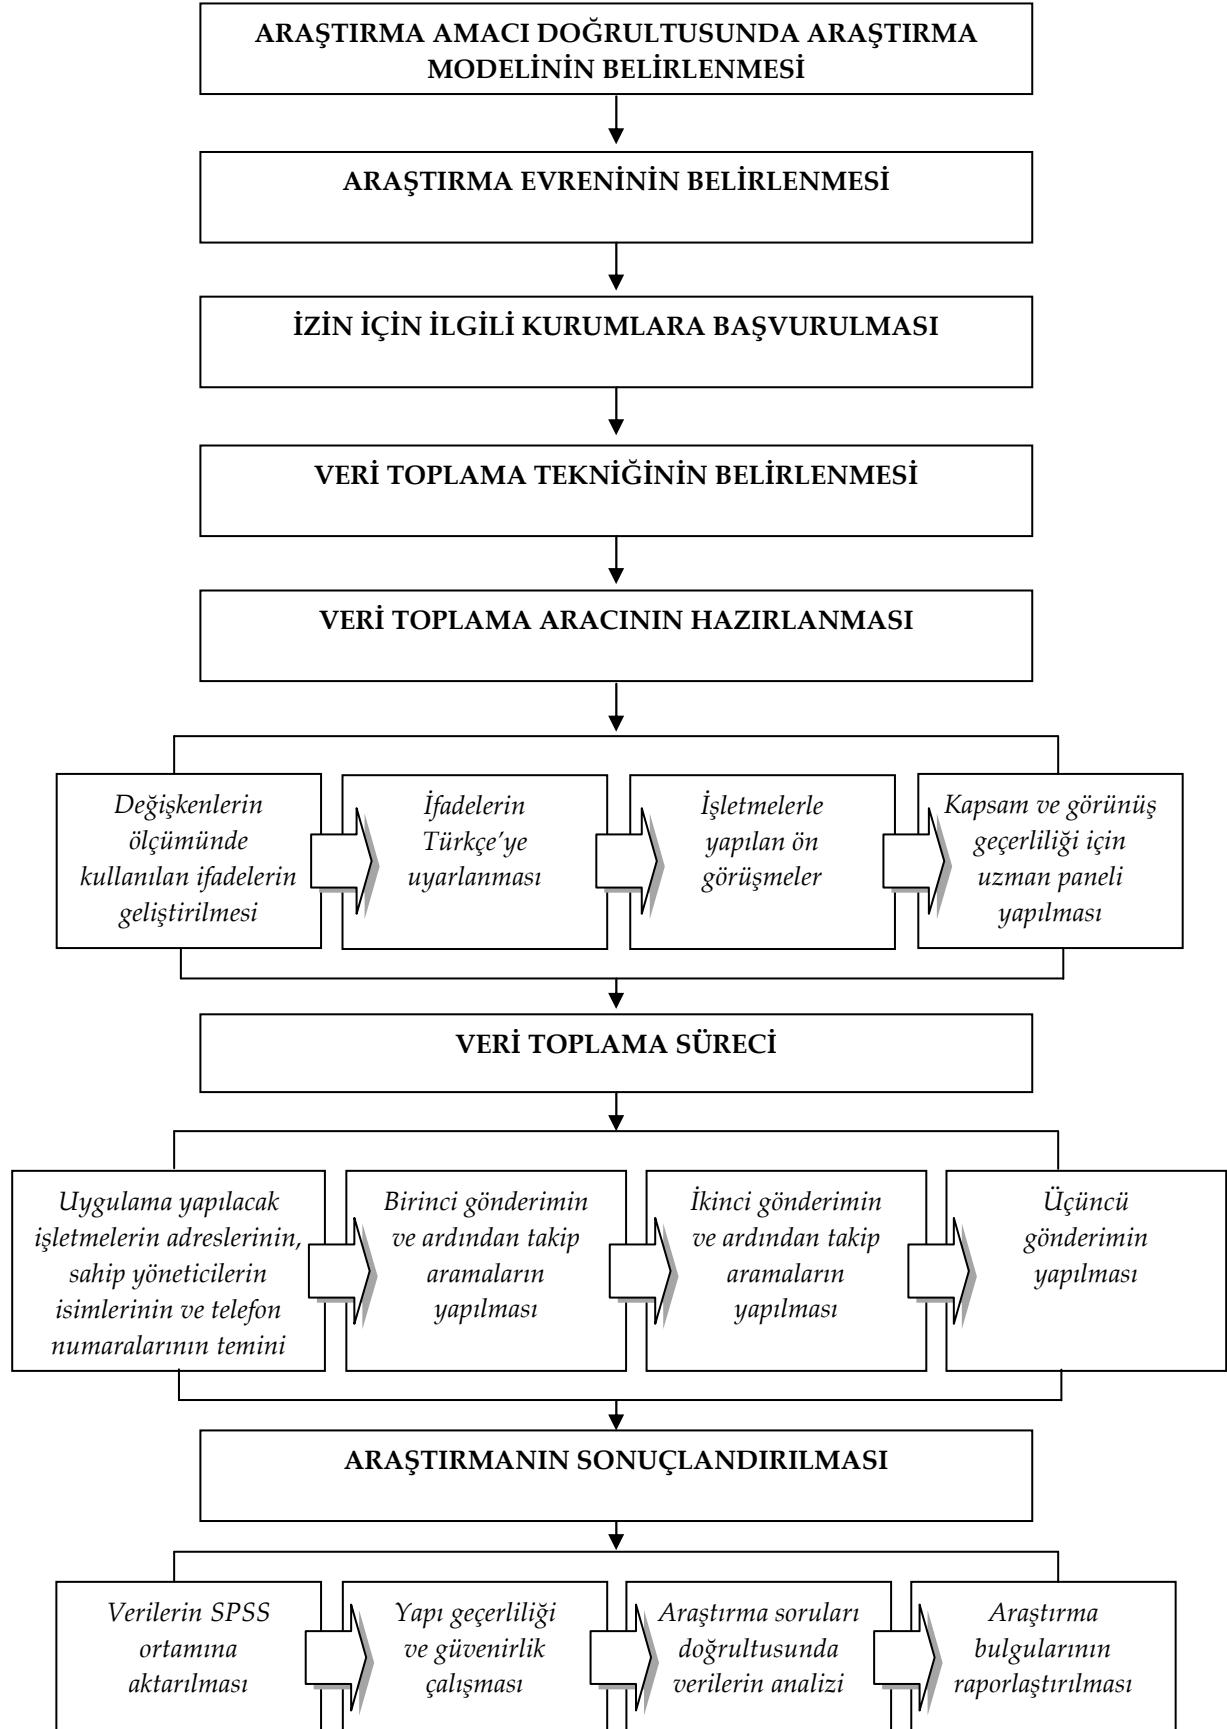 ARAŞTIRMA AMACI DOĞRULTUSUNDA ARAŞTIRMA
MODELİNİN BELİRLENMESİ
ARAŞTIRMA EVRENİNİN BELİRLENMESİ
İZİN İÇİN İLGİLİ KURUMLARA BAŞVURULMASI
VERİ TOPLAMA TEKNİĞİNİN BELİRLENMESİ
VERİ TOPLAMA ARACININ HAZIRLANMASI
Değişkenlerin
ölçümünde
kullanılan ifadelerin
geliştirilmesi
İfadelerin
Türkçe’ye
uyarlanması
İşletmelerle
yapılan ön
görüşmeler
Kapsam ve görünüş
geçerliliği için
uzman paneli
yapılması
VERİ TOPLAMA SÜRECİ
Uygulama yapılacak
işletmelerin adreslerinin,
sahip yöneticilerin
isimlerinin ve telefon
numaralarının temini
Birinci gönderimin
ve ardından takip
aramaların
yapılması
İkinci gönderimin
ve ardından takip
aramaların
yapılması
Üçüncü
gönderimin
yapılması
ARAŞTIRMANIN SONUÇLANDIRILMASI
Verilerin SPSS
ortamına
aktarılması
Yapı geçerliliği
ve güvenirlik
çalışması
Araştırma soruları
doğrultusunda
verilerin analizi
Araştırma
bulgularının
raporlaştırılması